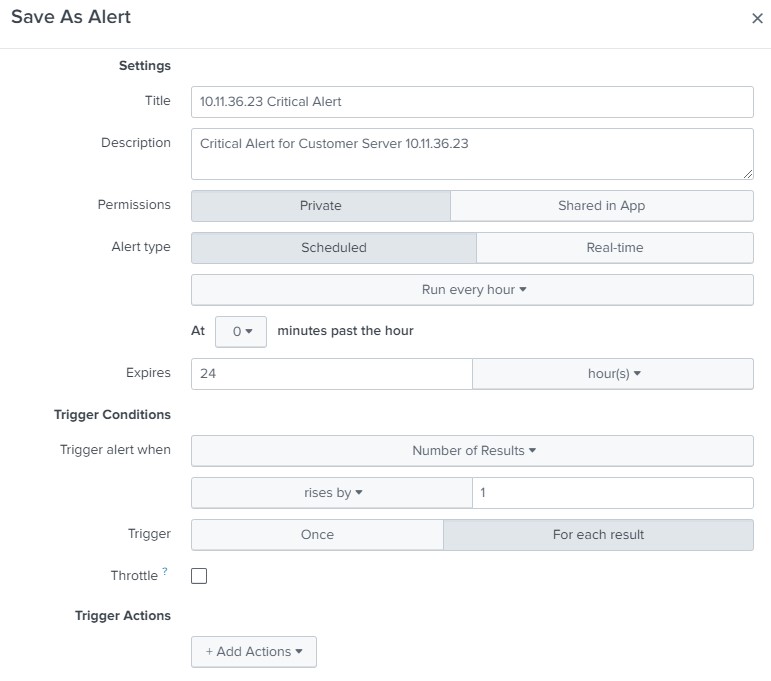 Save As Alert
Settings
Title 10.11.36.23 Critical Alert
Description Critical Alert for Customer Server 10.11.36.23
Permissions Private Shared in App
Alert type Scheduled Real-time
Run every hour
At 0 minutes past the hour
Expires 24 hour(s)
Trigger Conditions
Trigger alert when Number of Results
rises by 1
Trigger Once For each result
Throttle ?
Trigger Actions
+ Add Actions